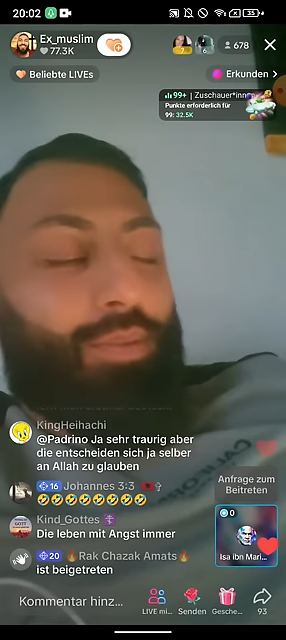 20:02
35
Ex_muslim
77.3K
678
Beliebte LIVEs
Erkunden
99+ | Zuschauer*inne
Punkte erforderlich für
99: 32.5K
KingHeihachi
@Padrino Ja sehr traurig aber
die entscheiden sich ja selber
an Allah zu glauben
16 Johannes 3:3
🤣🤣🤣🤣🤣🤣🤣🤣
Kind_Gottes
Die leben mit Angst immer
20 🔥Rak Chazak Amats🔥
ist beigetreten
Anfrage zum
Beitreten
0
Isa ibn Mari...
Kommentar hinz...
LIVE mi...
Senden
Gesche...
93